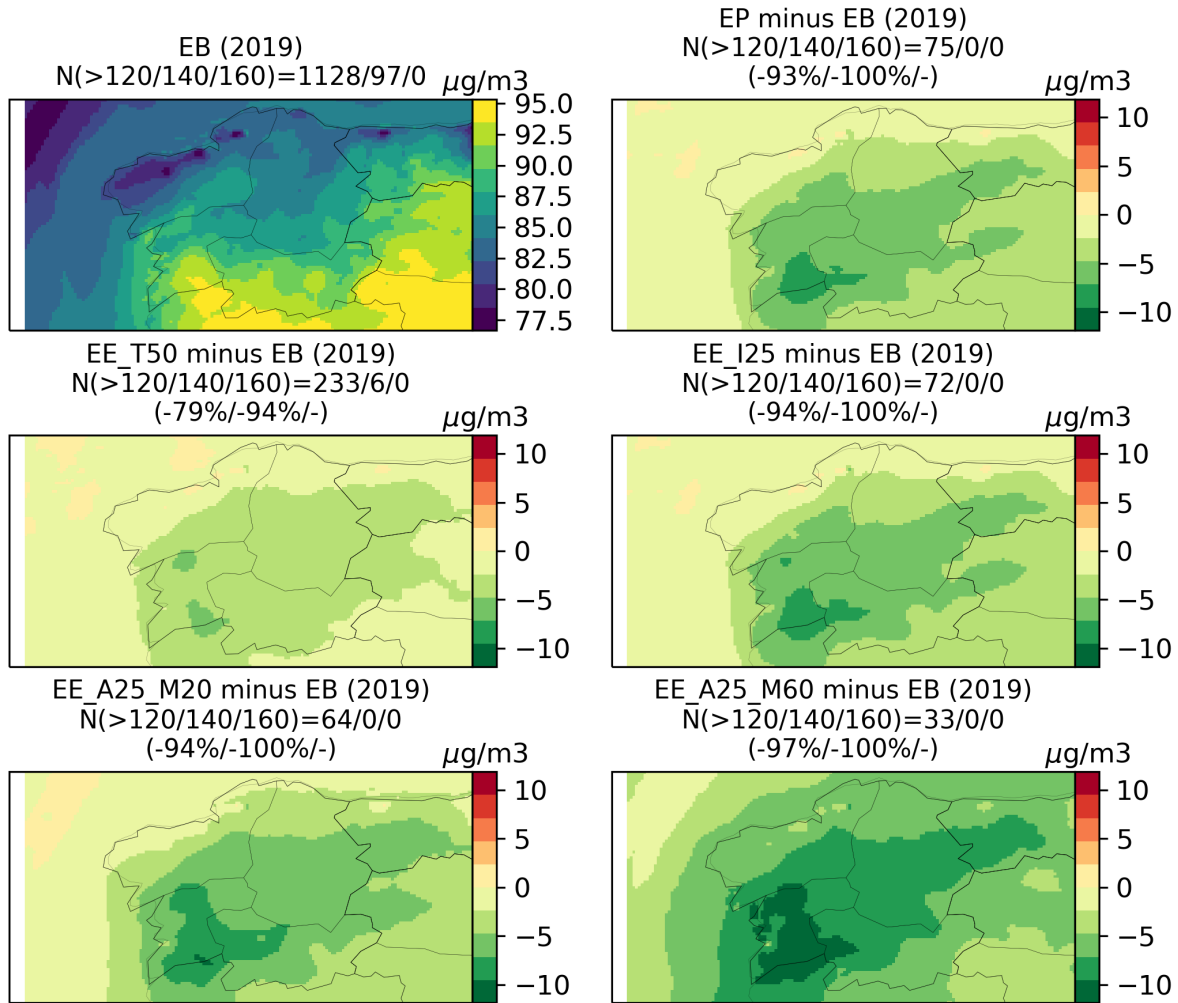 EB (2019)
N(>120/140/160)=1128/97/0
μg/m3
95.0
92.5
90.0
87.5
85.0
82.5
80.0
77.5
EP minus EB (2019)
N(>120/140/160)=75/0/0
(-93%/-100%/-)
μg/m3
10
5
0
−5
−10
EE_T50 minus EB (2019)
N(>120/140/160)=233/6/0
(-79%/-94%/-)
μg/m3
10
5
0
−5
−10
EE_I25 minus EB (2019)
N(>120/140/160)=72/0/0
(-94%/-100%/-)
μg/m3
10
5
0
−5
−10
EE_A25_M20 minus EB (2019)
N(>120/140/160)=64/0/0
(-94%/-100%/-)
μg/m3
10
5
0
−5
−10
EE_A25_M60 minus EB (2019)
N(>120/140/160)=33/0/0
(-97%/-100%/-)
μg/m3
10
5
0
−5
−10